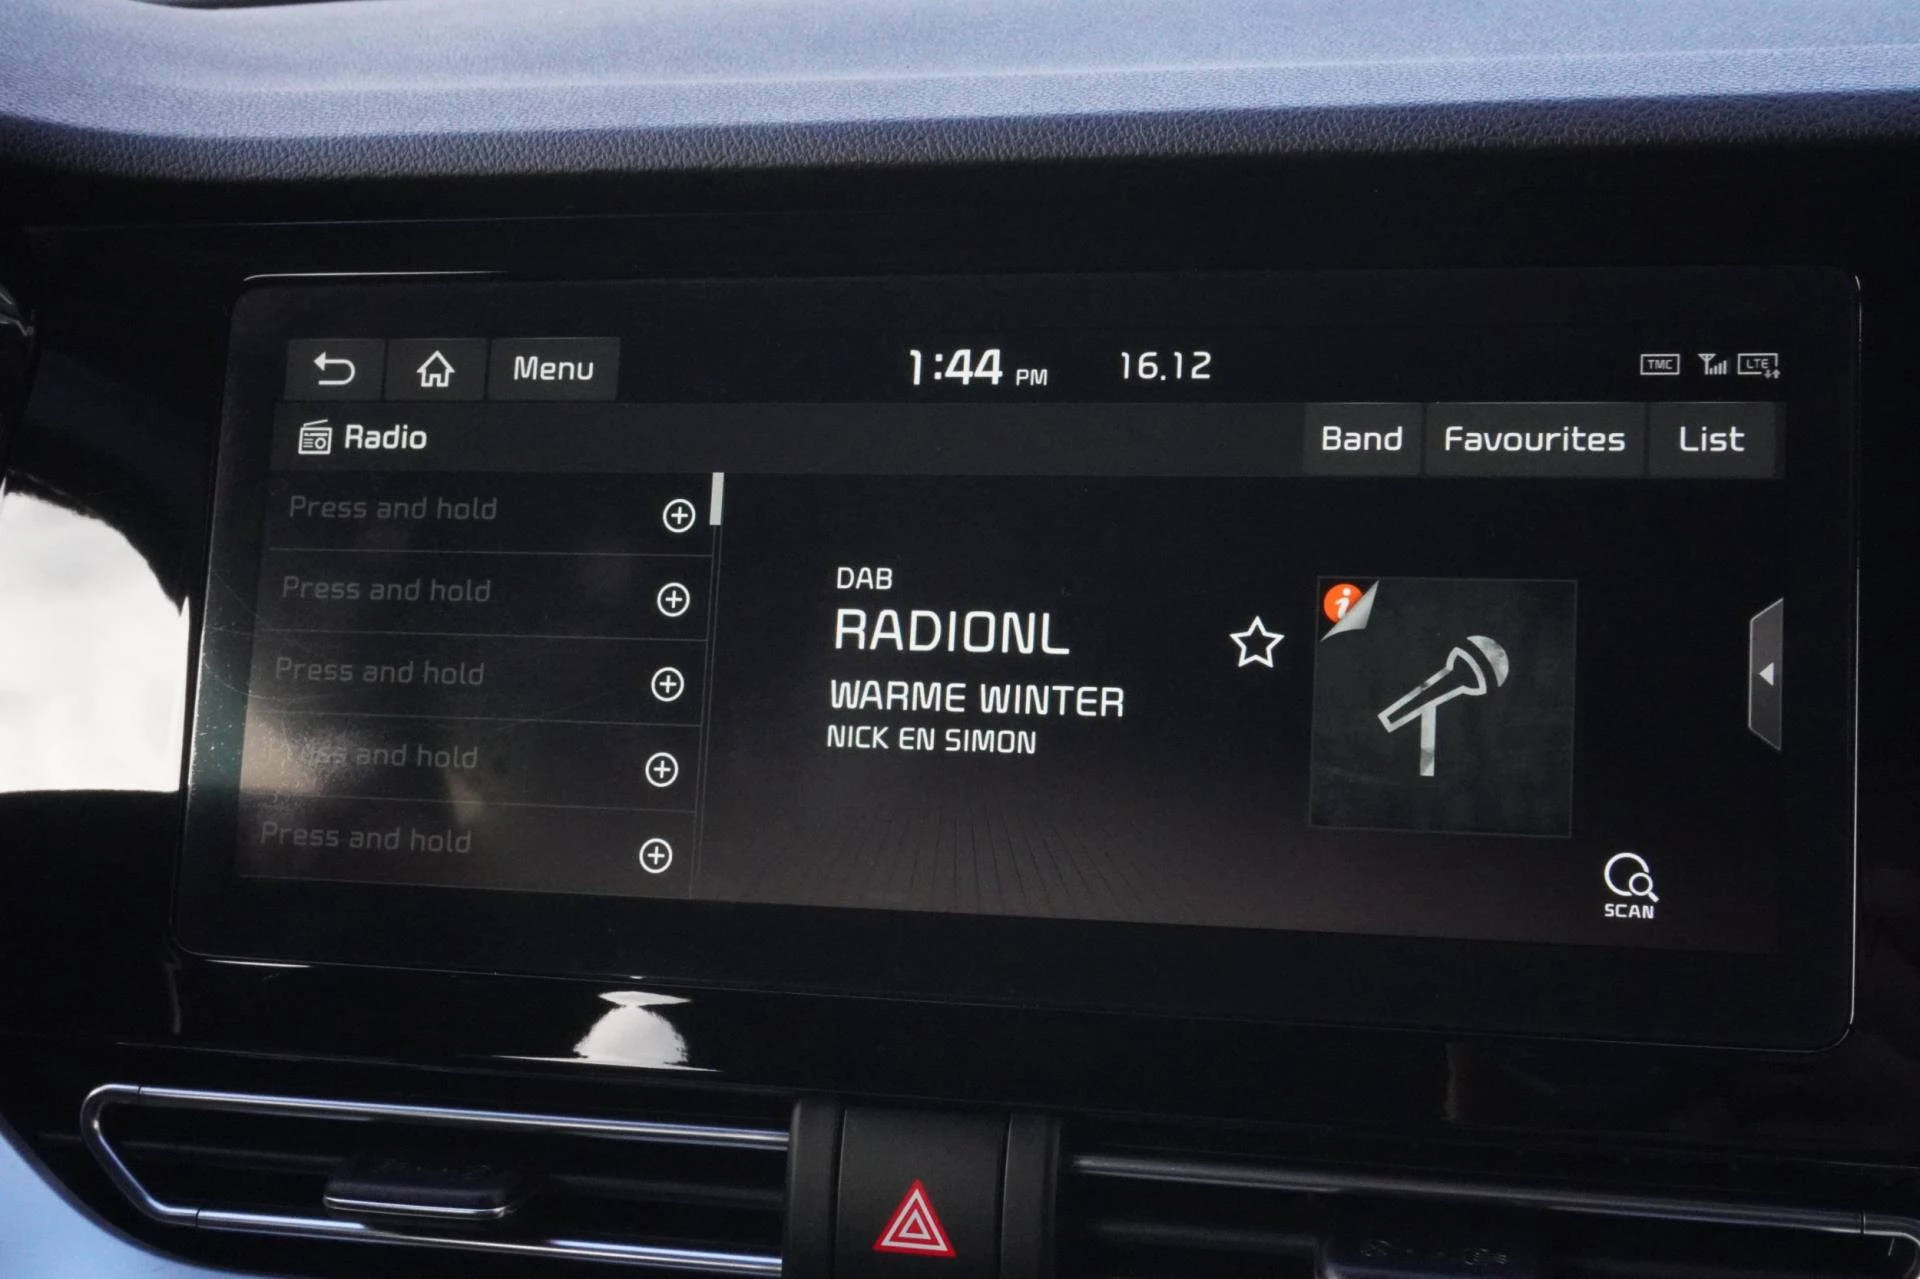 Menu
1:44 PM 16.12
TMC LTE
Radio
Band Favourites List
Press and hold
Press and hold
Press and hold
Press and hold
Press and hold
DAB
RADIONL
WARME WINTER
NICK EN SIMON
i
SCAN